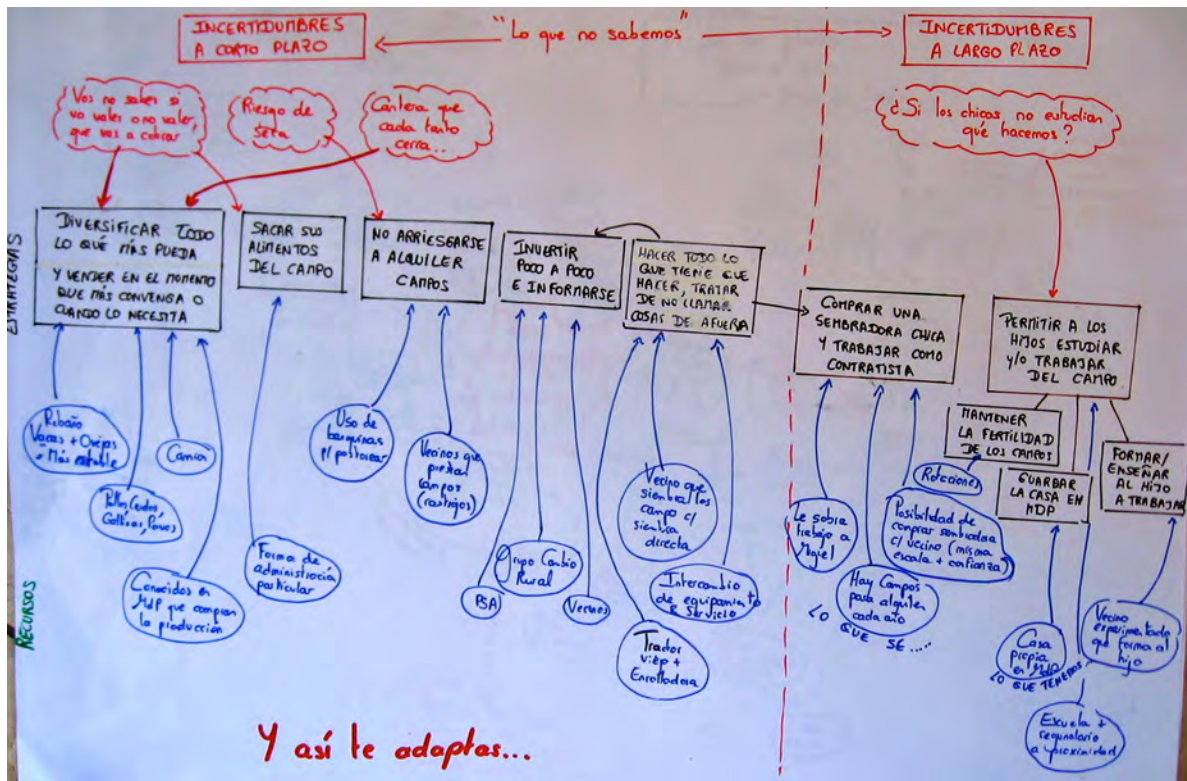 INCERTIDUMBRES
A CORTO PLAZO
"Lo que no sabemos"
INCERTIDUMBRES
A LARGO PLAZO
Vos no sabes si
va valer o no valer,
que vas a cobrar
Riesgo de
seca
Cantera que
cada tanto
cerra...
¿Si los chicos no estudian
qué hacemos?
ESTRATEGIAS
DIVERSIFICAR TODO
LO QUE MÁS PUEDA
Y VENDER EN EL MOMENTO
QUE MÁS CONVENGA O
CUANDO LO NECESITA
SACAR SUS
ALIMENTOS
DEL CAMPO
NO ARRIESGARSE
A ALQUILER
CAMPOS
INVERTIR
POCO A POCO
E INFORMARSE
HACER TODO LO
QUE TIENE QUE
HACER, TRATAR
DE NO LLAMAR
COSAS DE AFUERA
COMPRAR UNA
SEMBRADORA CHICA
Y TRABAJAR COMO
CONTRATISTA
PERMITIR A LOS
HIJOS ESTUDIAR
y/o TRABAJAR
DEL CAMPO
MANTENER
LA FERTILIDAD
DE LOS CAMPOS
GUARBAR
LA CASA EN
MDP
FORMAR/
ENSEÑAR
AL HIJO
A TRABAJAR
RECURSOS
Rebaño
Vacas + Ovejas
Más estable
Pollos, Cerdos,
Gallinas, Pavos
Conocidos en
MdP que compran
la producción
Forma de
administración
particular
Uso de
banquinas
p/ pastorear
Vecinos que
prestan
campos
(rastrojos)
PSA
Grupo Cambio
Rural
Vecinos
Vecino que
siembra los
campo c/
siembra
directa
Tractor
viejo +
Enrolladora
Intercambio
de equipamiento
Servicio
Le sobra
trabajo a
Miguel
Hay Campos
para alquiler
cada año
LO QUE SE ....
Posibilidad de
comprar sembradora
c/ vecino (misma
escala + confianza)
Rotaciones
Casa
propia
en MdP
LO QUE TENEMOS...
Escuela +
a proximidad
Vecino
experimentado
que forma al
hijo
Y así te adaptas...